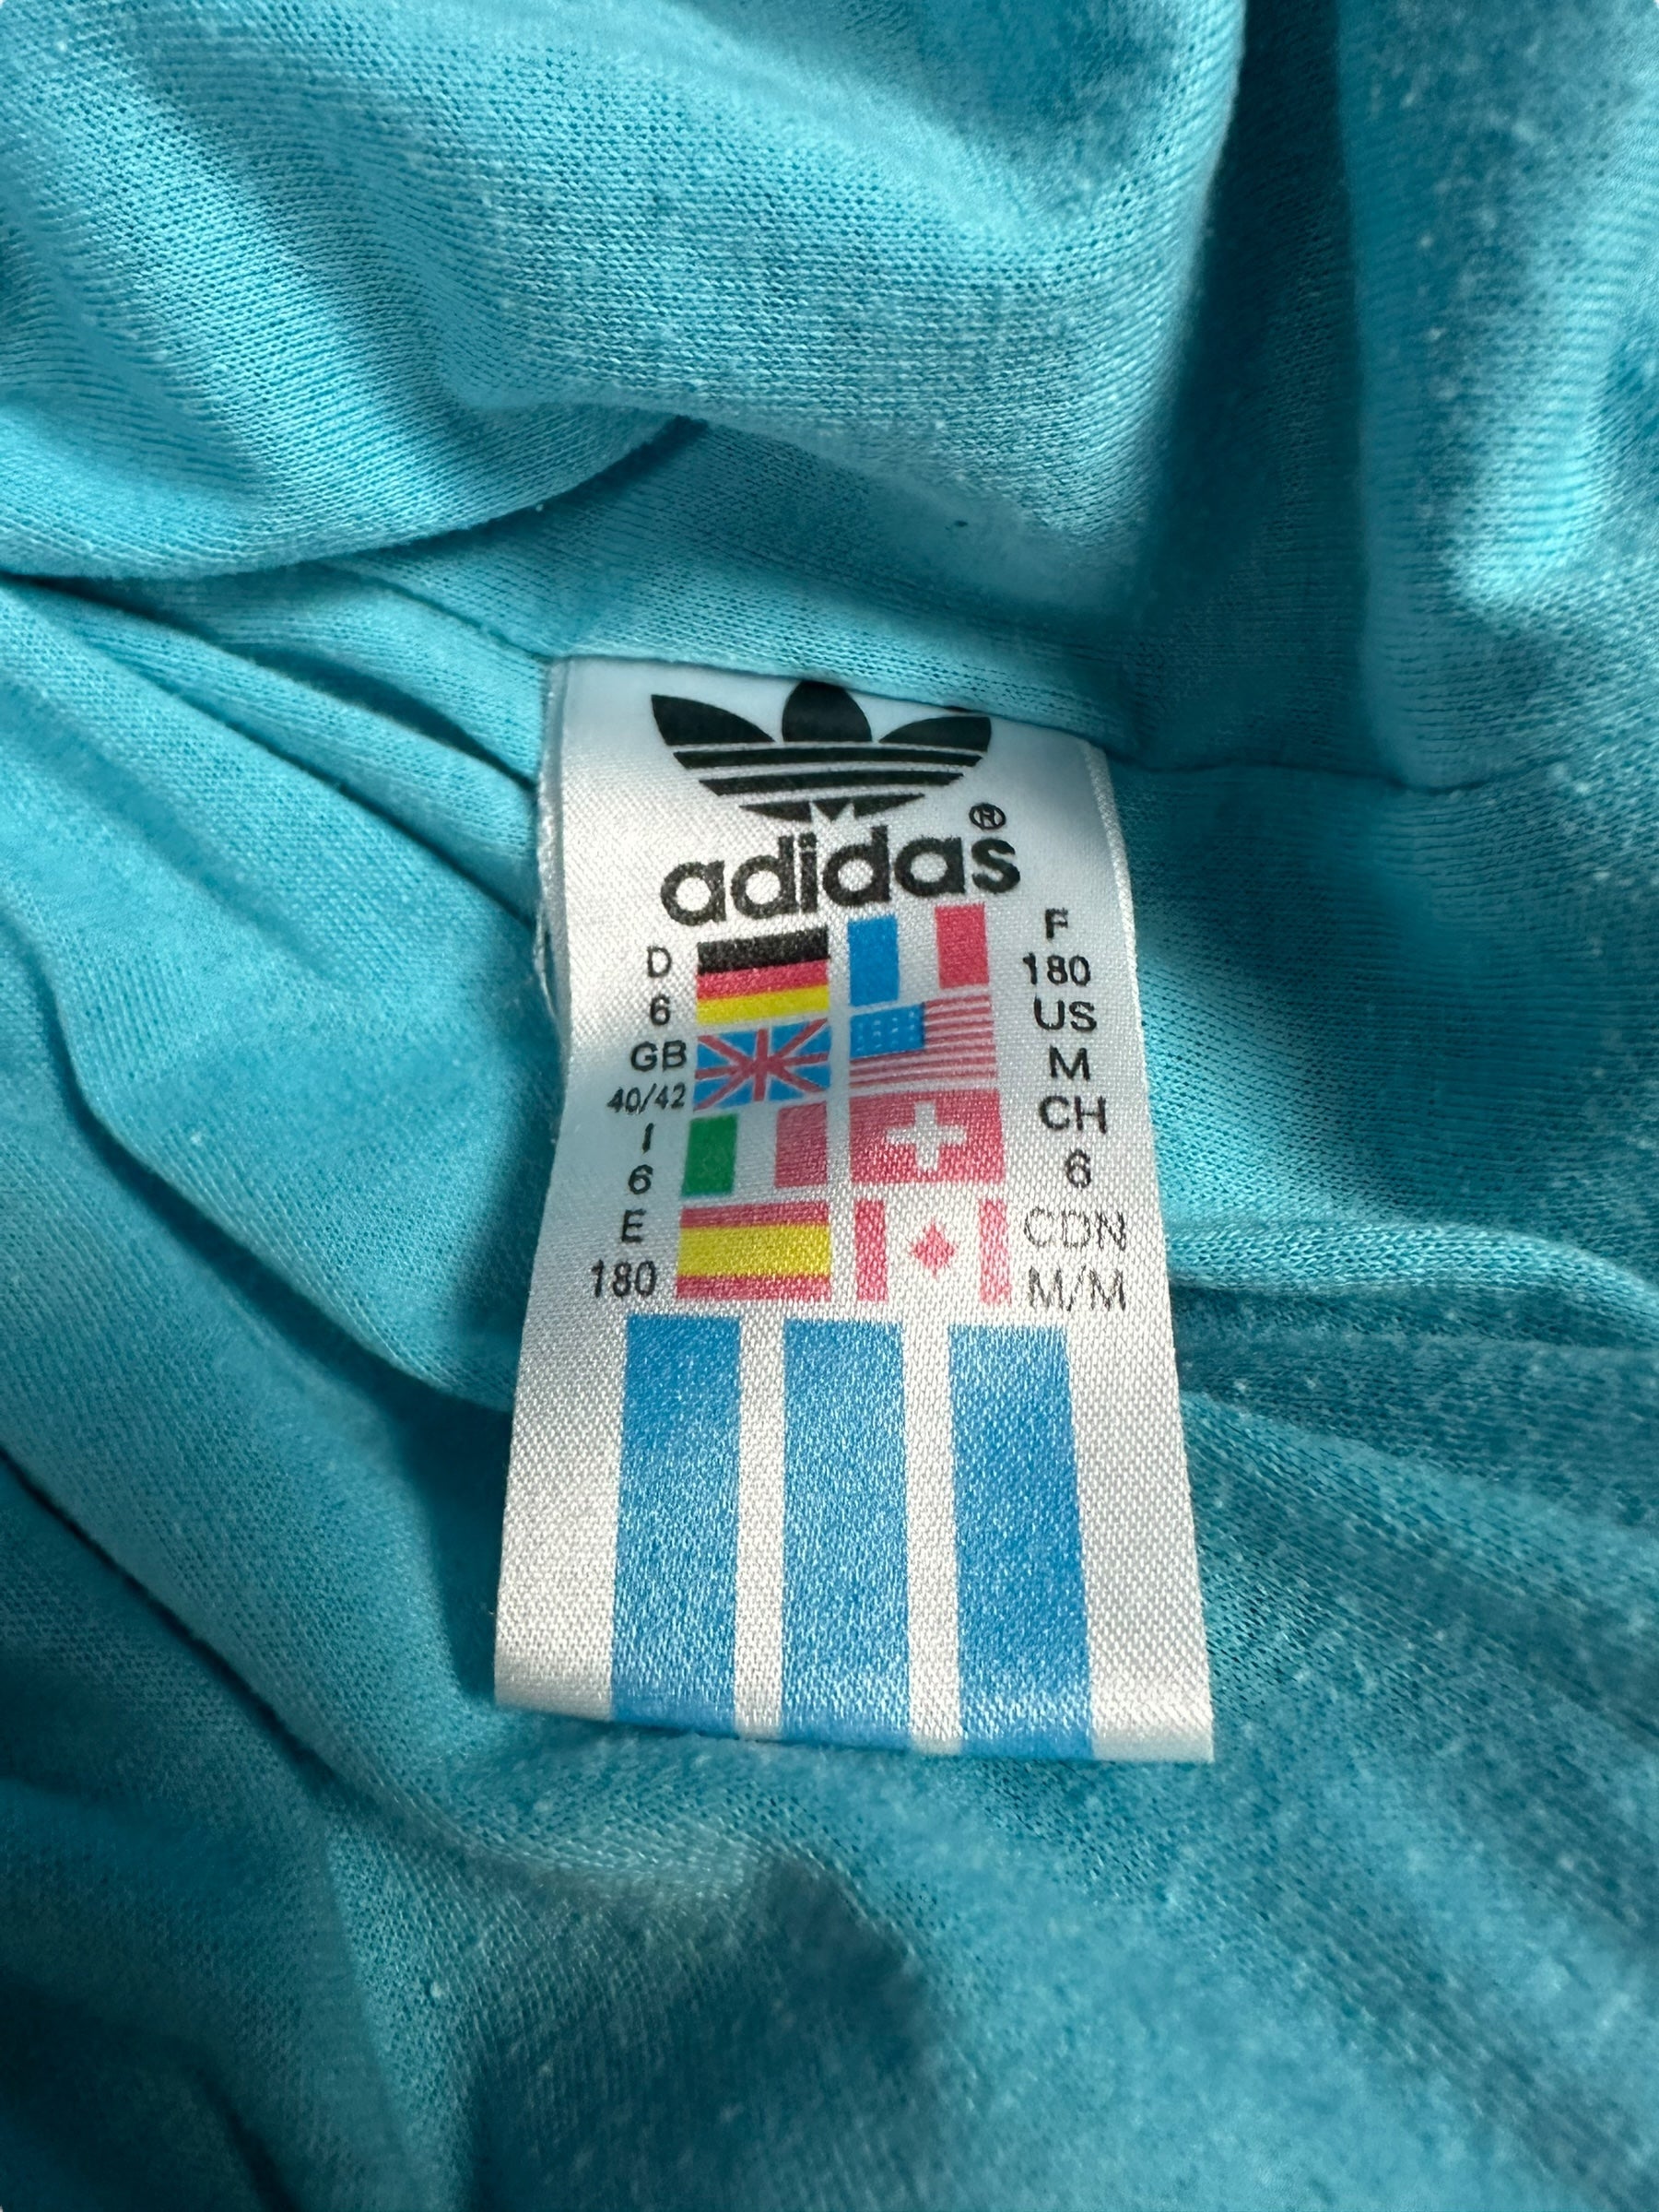 adidas®
D
6
GB
40/42
I
6
E
180
F
180
US
M
CH
6
CDN
M/M